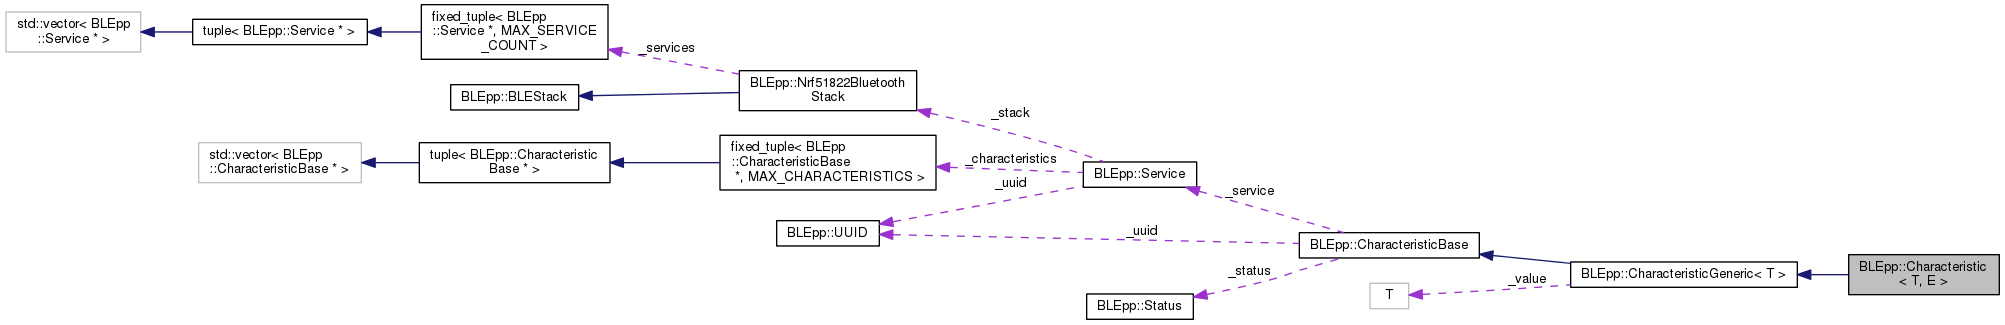 std::vector< BLEpp
::Service * >
tuple< BLEpp::Service * >
fixed_tuple< BLEpp
::Service *, MAX_SERVICE
_COUNT >
_services
BLEpp::BLEStack
BLEpp::Nrf51822Bluetooth
Stack
_stack
std::vector< BLEpp
::CharacteristicBase * >
tuple< BLEpp::Characteristic
Base * >
fixed_tuple< BLEpp
::CharacteristicBase
*, MAX_CHARACTERISTICS >
_characteristics
_uuid
BLEpp::Service
_service
BLEpp::UUID
_uuid
BLEpp::CharacteristicBase
_status
BLEpp::Status
T
_value
BLEpp::CharacteristicGeneric< T >
BLEpp::Characteristic
< T, E >